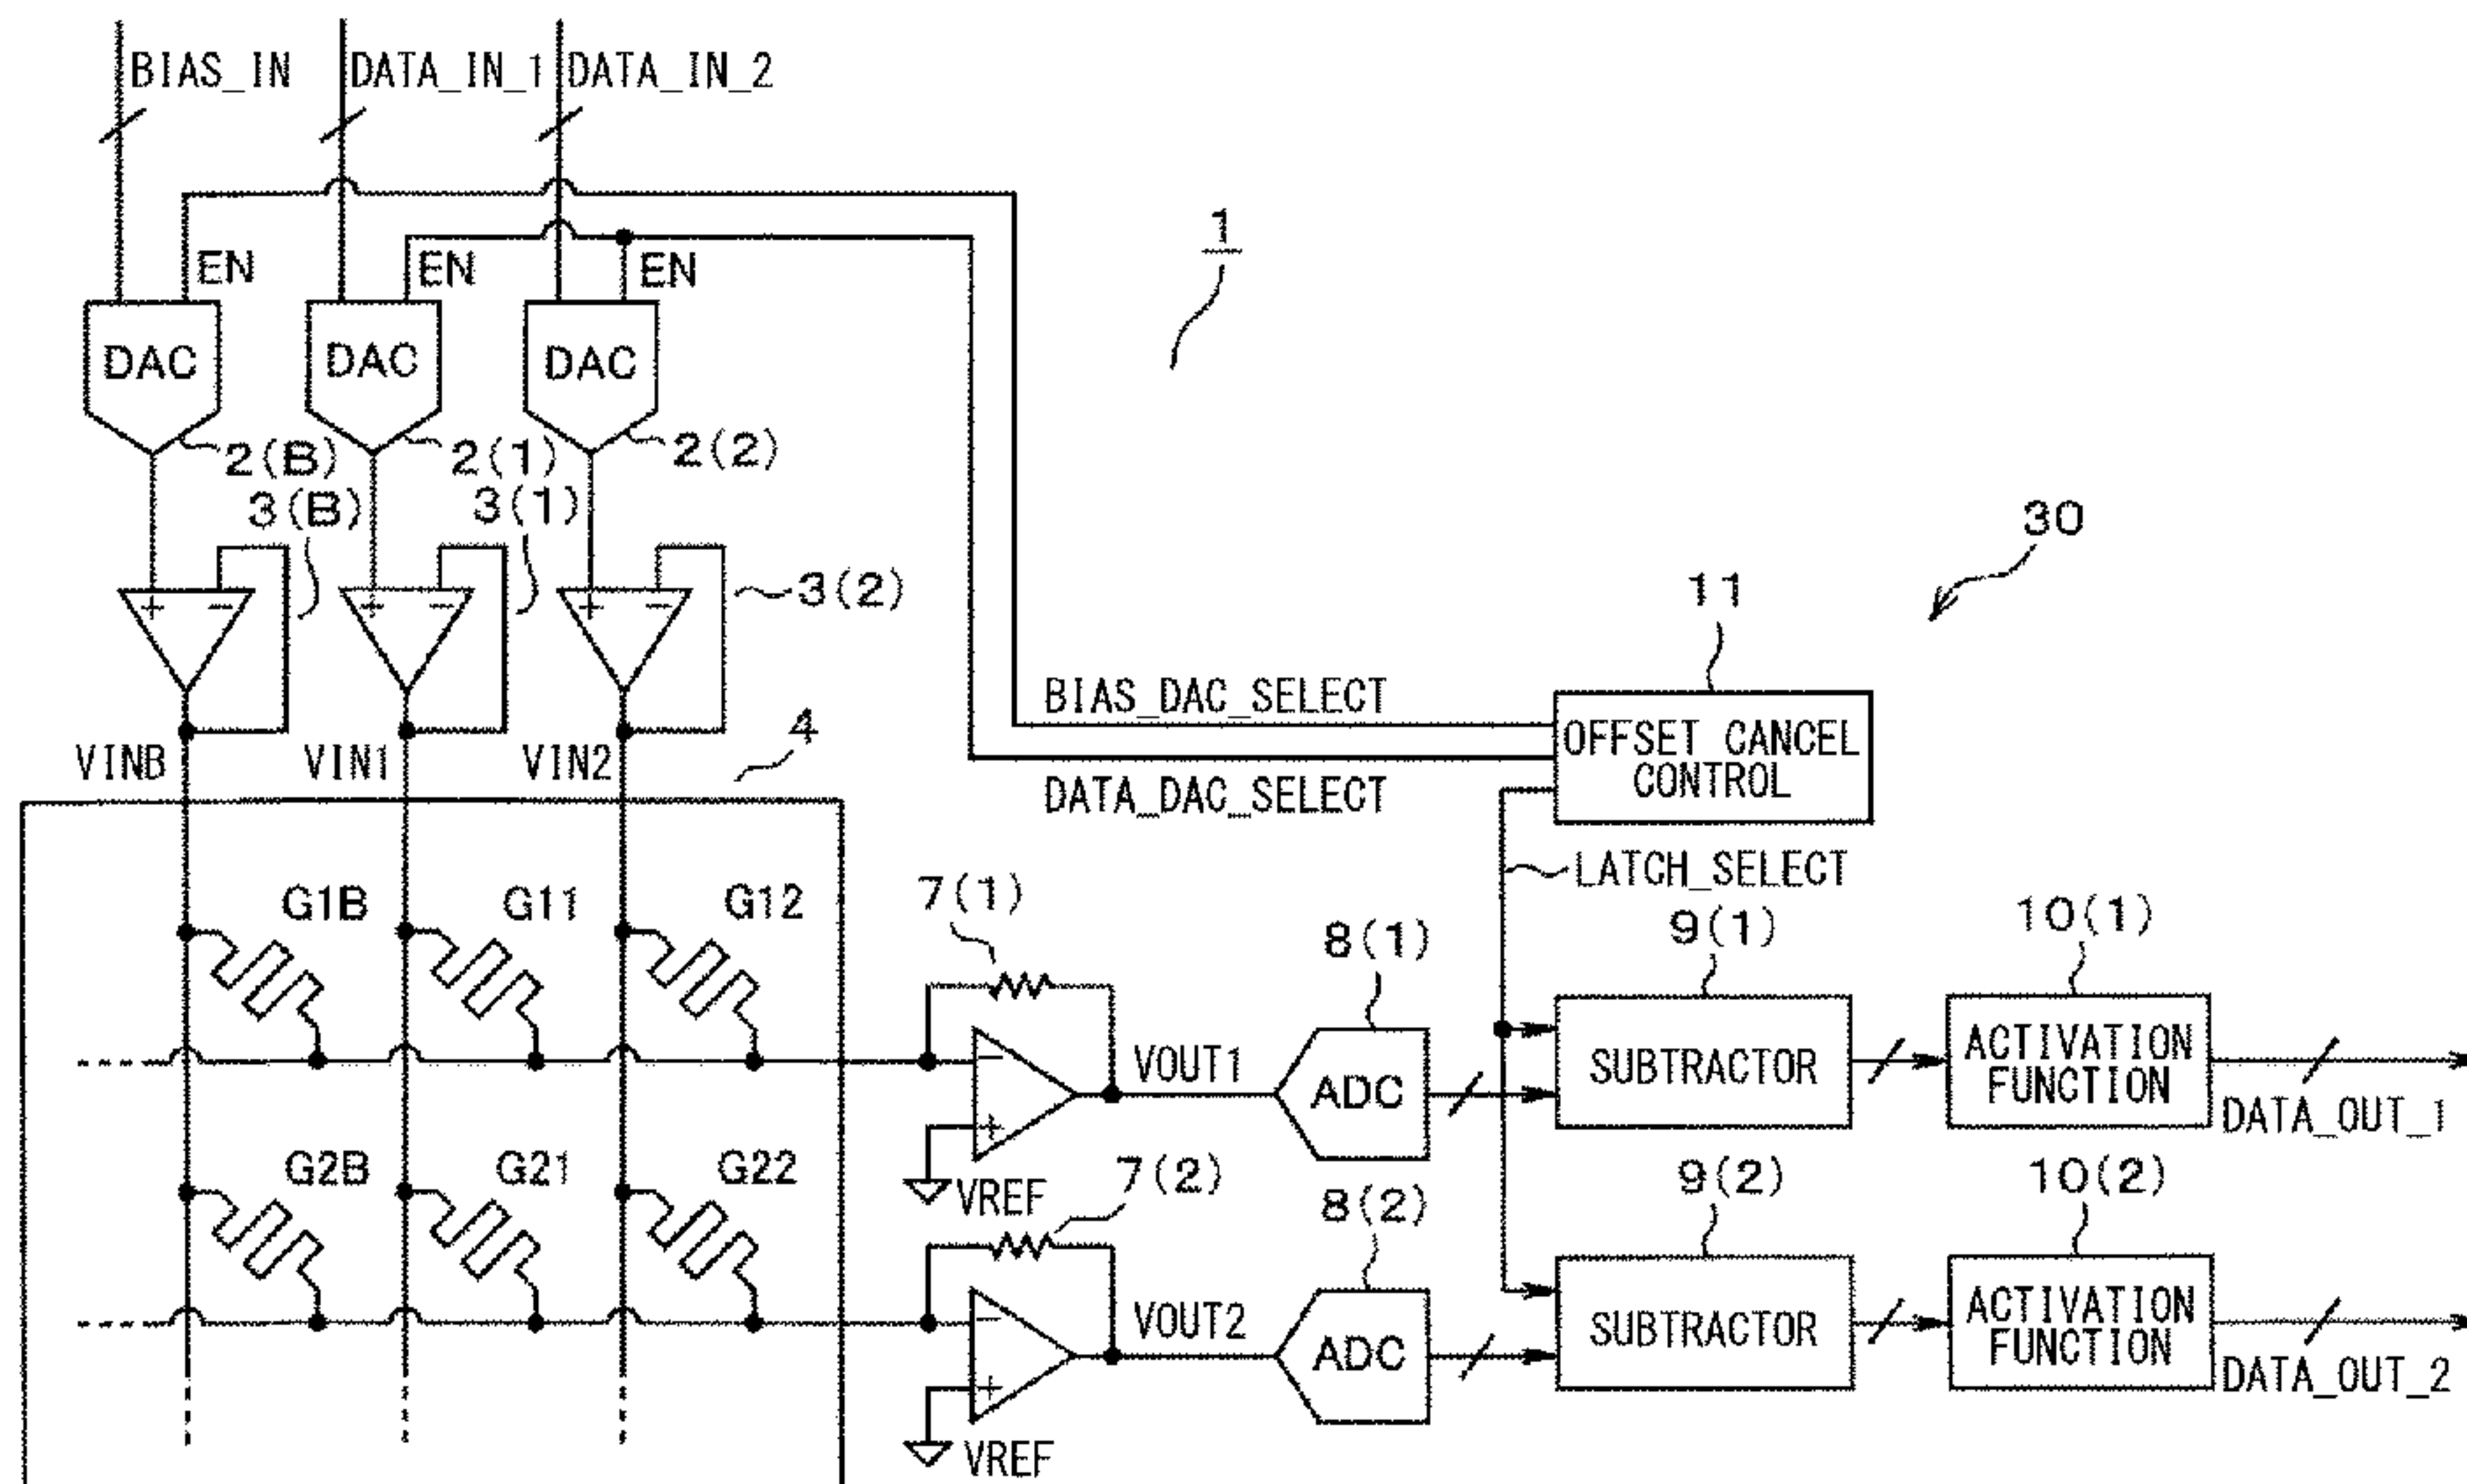 BIAS_IN DATA_IN_1 DATA_IN_2
1
EN EN EN
DAC DAC DAC
2(B) 2(1) 2(2)
3(B) 3(1)
30
+ − + − + −
3(2)
11
BIAS_DAC_SELECT
OFFSET CANCEL
CONTROL
VINB VIN1 VIN2
4
DATA_DAC_SELECT
LATCH_SELECT
G1B G11 G12
7(1)
8(1)
9(1)
10(1)
−
VOUT1
ADC
SUBTRACTOR
ACTIVATION
FUNCTION
+
DATA_OUT_1
G2B G21 G22
VREF
7(2)
8(2)
9(2)
10(2)
−
VOUT2
ADC
SUBTRACTOR
ACTIVATION
FUNCTION
+
DATA_OUT_2
VREF